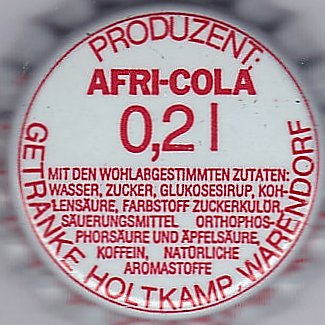 PRODUZENT:
AFRI-COLA
0,2 l
MIT DEN WOHLABGESTIMMTEN ZUTATEN:
WASSER, ZUCKER, GLUKOSESIRUP, KOH-
LENSÄURE, FARBSTOFF ZUCKERKULÖR,
SÄUERUNGSMITTEL ORTHOPHOS-
PHORSÄURE UND ÄPFELSÄURE,
KOFFEIN, NATÜRLICHE
AROMASTOFFE
GETRÄNKE HOLTKAMP, WARENDORF